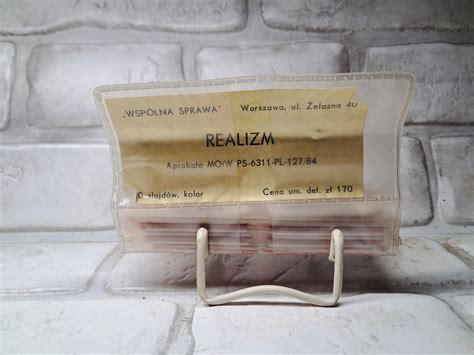 „WSPÓLNA SPRAWA" Warszawa, ul. Żelazna 40
REALIZM
Aprobata MOiW PS-6311-PL-127/84
slajdów, kolor Cena um. det. zł 170